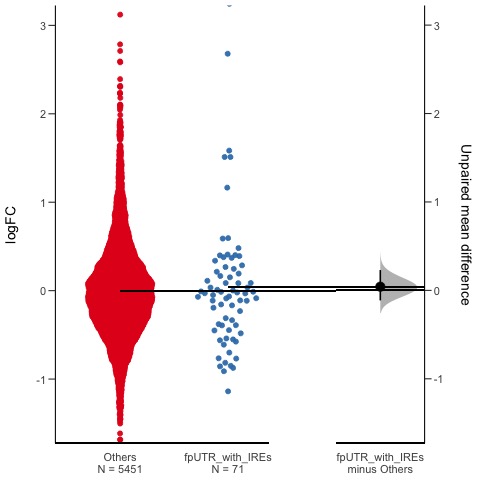 3
2
1
0
-1
logFC
3
2
1
0
-1
Unpaired mean difference
Others
N = 5451
fpUTR_with_IREs
N = 71
fpUTR_with_IREs
minus Others